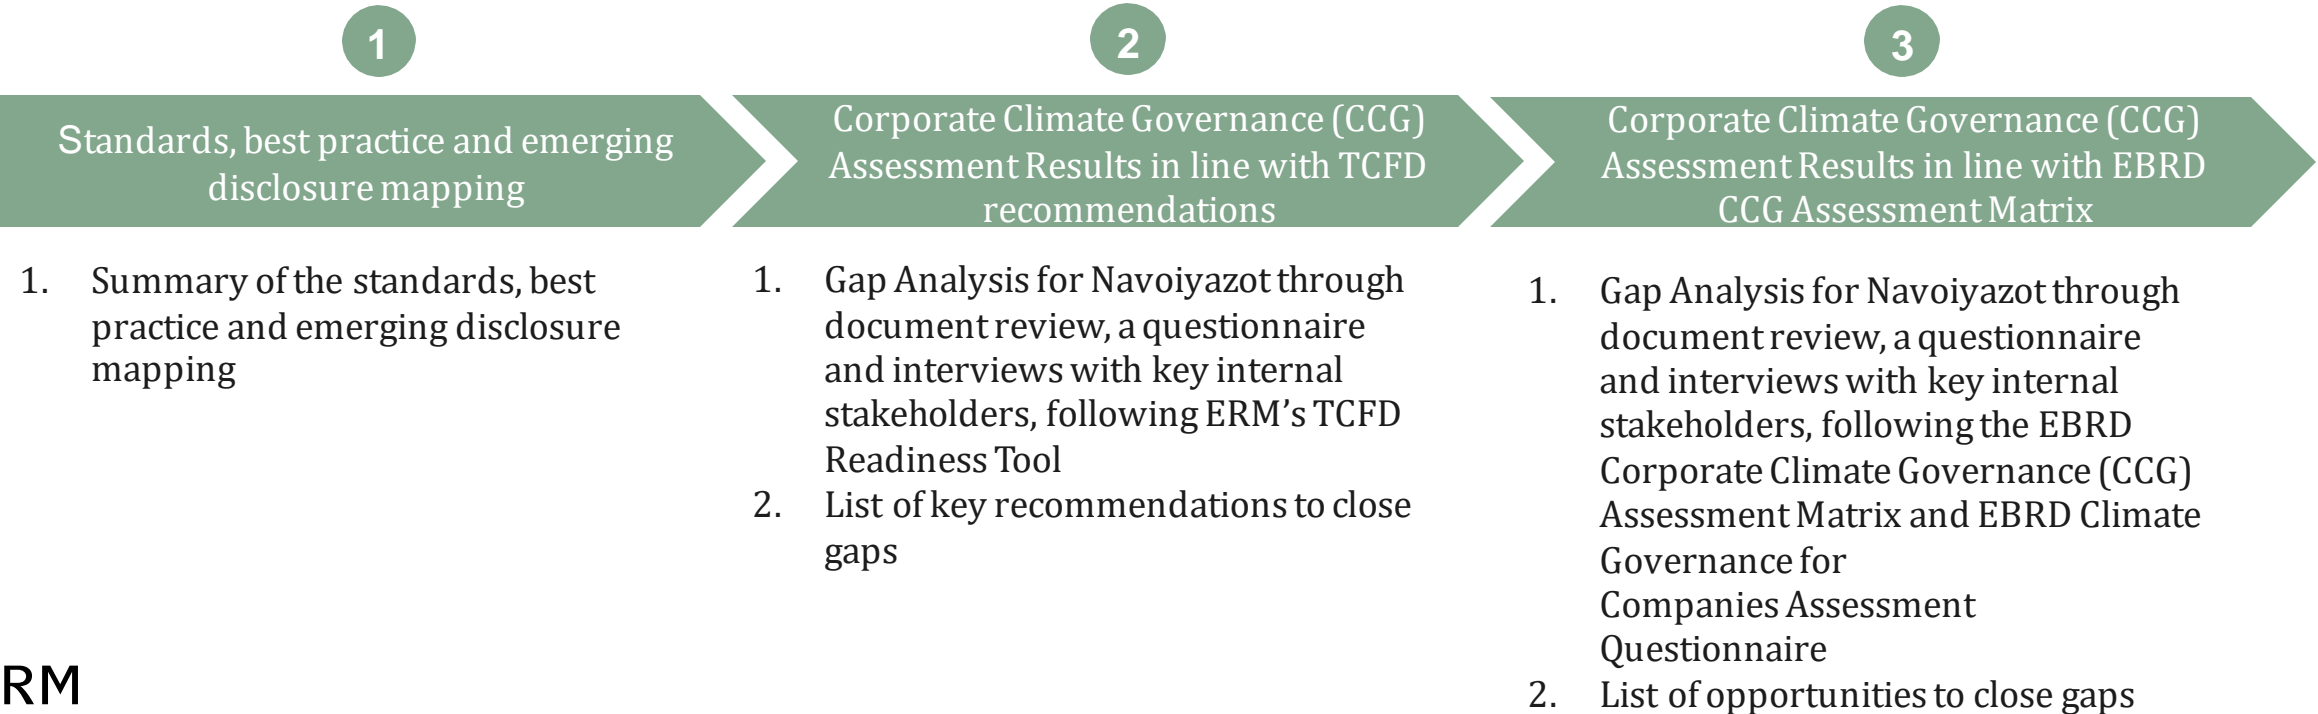 1
Standards, best practice and emerging
disclosure mapping
1. Summary of the standards, best
practice and emerging disclosure
mapping
2
Corporate Climate Governance (CCG)
Assessment Results in line with TCFD
recommendations
1. Gap Analysis for Navoiyazot through
document review, a questionnaire
and interviews with key internal
stakeholders, following ERM’s TCFD
Readiness Tool
2. List of key recommendations to close
gaps
3
Corporate Climate Governance (CCG)
Assessment Results in line with EBRD
CCG Assessment Matrix
1. Gap Analysis for Navoiyazot through
document review, a questionnaire
and interviews with key internal
stakeholders, following the EBRD
Corporate Climate Governance (CCG)
Assessment Matrix and EBRD Climate
Governance for
Companies Assessment
Questionnaire
2. List of opportunities to close gaps
RM